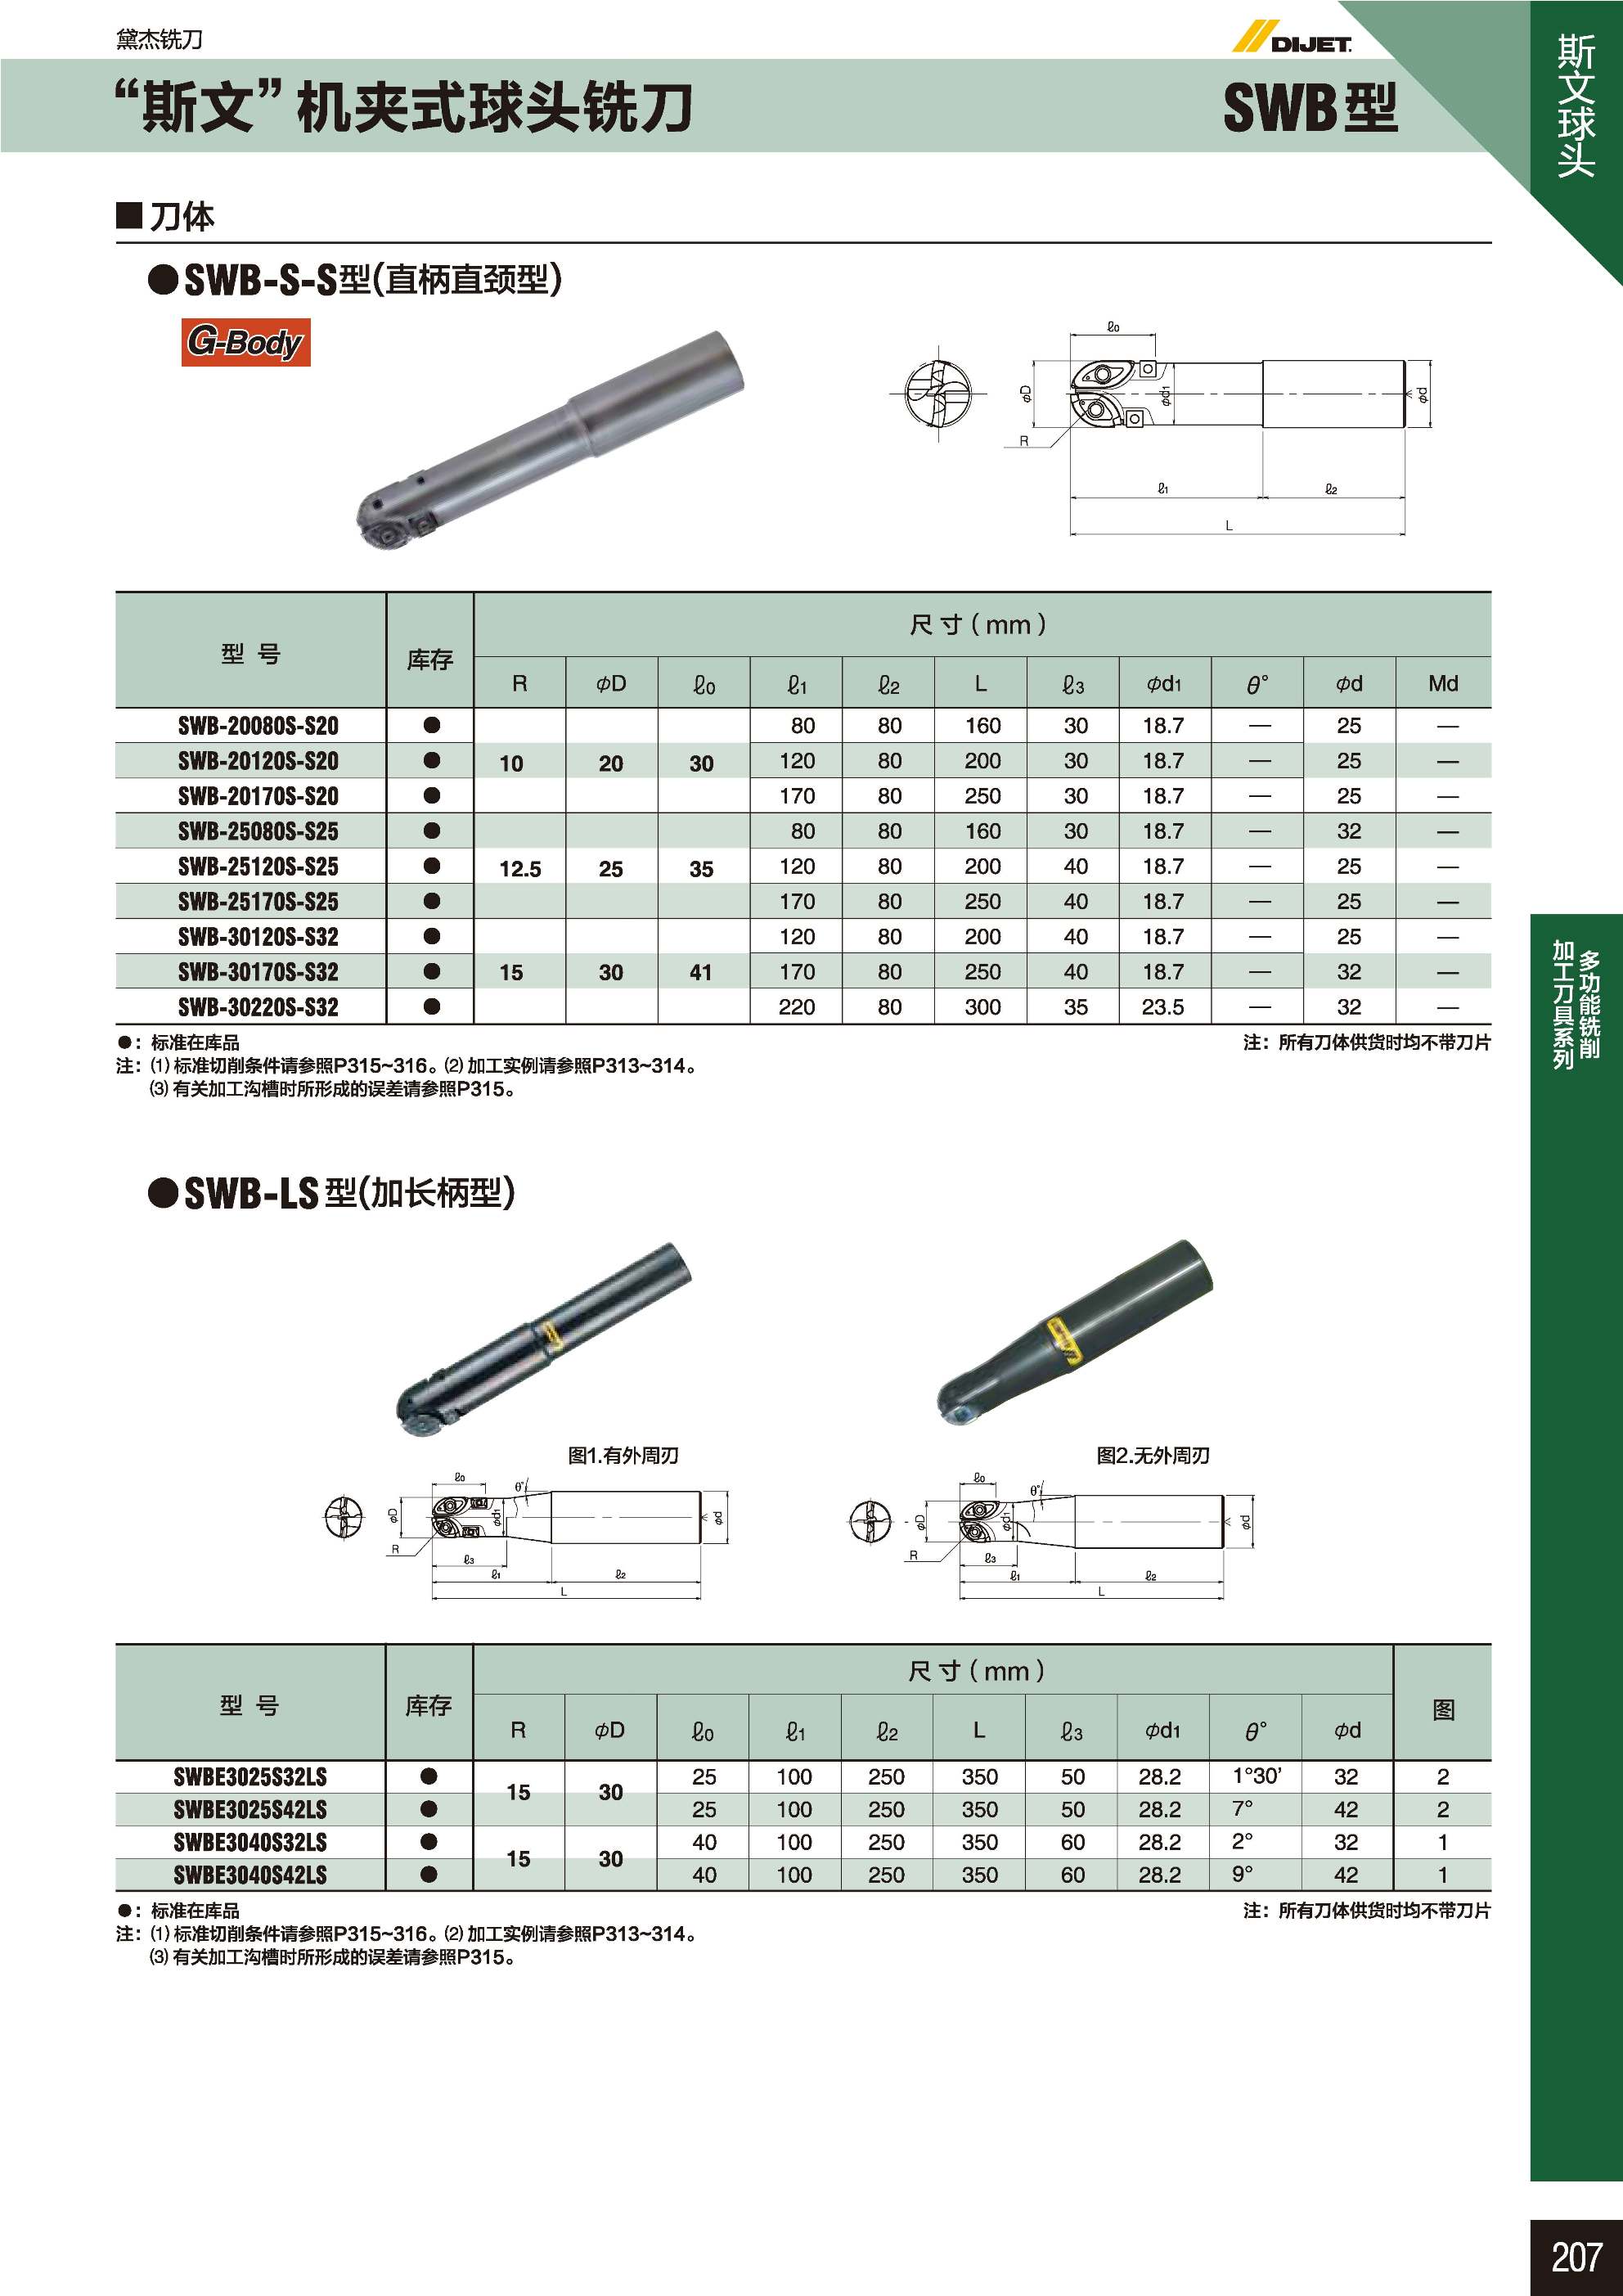 黛杰铣刀
DIJET.
“斯文”机夹式球头铣刀
SWB型
斯文球头
■刀体
●SWB-S-S型(直柄直颈型)
G-Body
ℓ0
φD
φd1
φd
R
ℓ1
ℓ2
L
型 号 库存 尺 寸 ( mm )
R φD ℓ0 ℓ1 ℓ2 L ℓ3 φd1 θ° φd Md
SWB-20080S-S20 ● 80 80 160 30 18.7 — 25 —
SWB-20120S-S20 ● 10 20 30 120 80 200 30 18.7 — 25 —
SWB-20170S-S20 ● 170 80 250 30 18.7 — 25 —
SWB-25080S-S25 ● 80 80 160 30 18.7 — 32 —
SWB-25120S-S25 ● 12.5 25 35 120 80 200 40 18.7 — 25 —
SWB-25170S-S25 ● 170 80 250 40 18.7 — 25 —
SWB-30120S-S32 ● 120 80 200 40 18.7 — 25 —
SWB-30170S-S32 ● 15 30 41 170 80 250 40 18.7 — 32 —
SWB-30220S-S32 ● 220 80 300 35 23.5 — 32 —
●：标准在库品
注：所有刀体供货时均不带刀片
注：⑴ 标准切削条件请参照P315~316。⑵ 加工实例请参照P313~314。
⑶ 有关加工沟槽时所形成的误差请参照P315。
多功能铣削
加工刀具系列
●SWB-LS型(加长柄型)
图1.有外周刃
图2.无外周刃
ℓ0
θ°
φD
φd1
φd
R
ℓ3
ℓ1
ℓ2
L
ℓ0
θ°
φD
φd1
φd
R
ℓ3
ℓ1
ℓ2
L
型 号 库存 尺 寸 ( mm ) 图
R φD ℓ0 ℓ1 ℓ2 L ℓ3 φd1 θ° φd
SWBE3025S32LS ● 15 30 25 100 250 350 50 28.2 1°30’ 32 2
SWBE3025S42LS ● 25 100 250 350 50 28.2 7° 42 2
SWBE3040S32LS ● 15 30 40 100 250 350 60 28.2 2° 32 1
SWBE3040S42LS ● 40 100 250 350 60 28.2 9° 42 1
●：标准在库品
注：所有刀体供货时均不带刀片
注：⑴ 标准切削条件请参照P315~316。⑵ 加工实例请参照P313~314。
⑶ 有关加工沟槽时所形成的误差请参照P315。
207